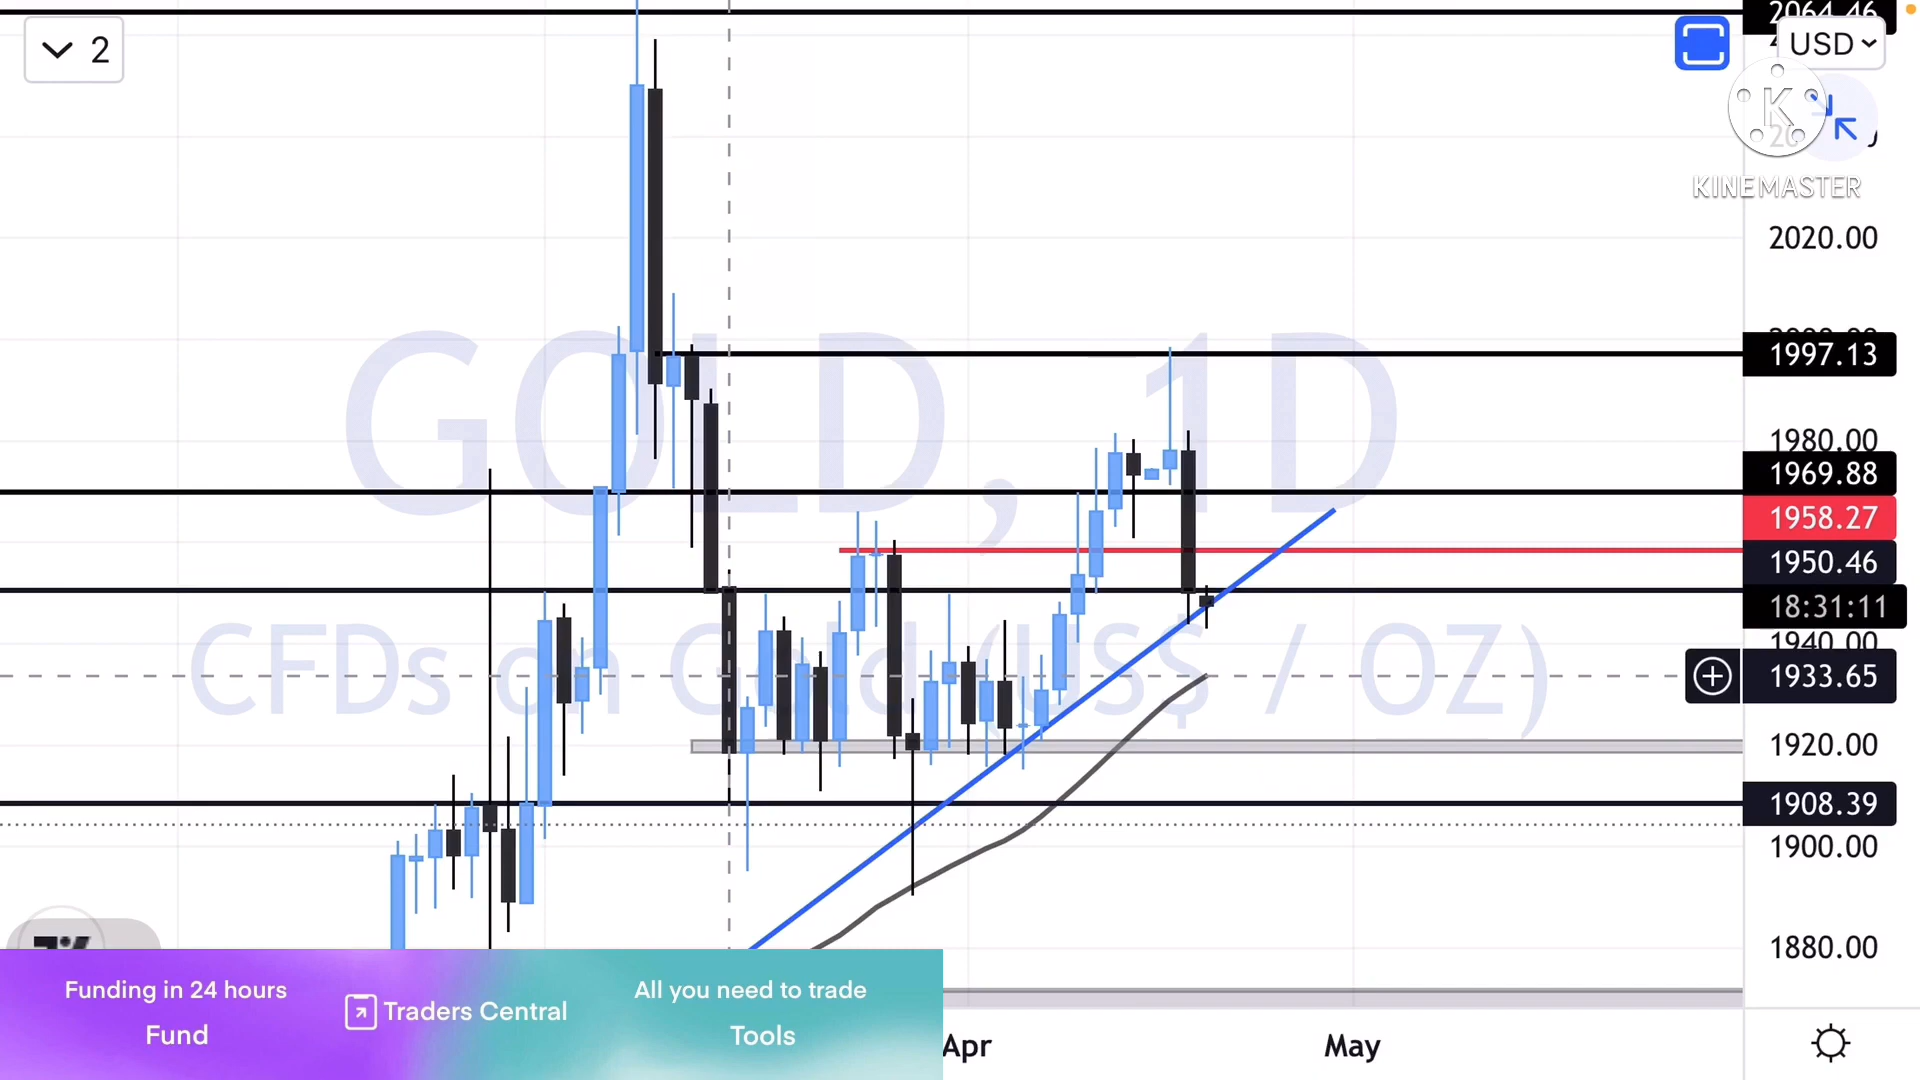 2
2064.46
USD
KINEMASTER
2020.00
1997.13
GOLD, 1D
1980.00
1969.88
1958.27
1950.46
18:31:11
1940.00
CFDs on Gold (US$ / OZ)
1933.65
1920.00
1908.39
1900.00
1880.00
Funding in 24 hours
Fund
Traders Central
All you need to trade
Tools
Apr
May